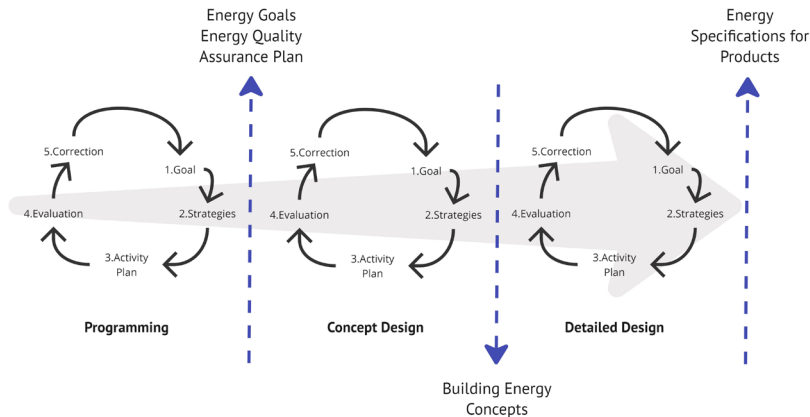 Energy Goals
Energy Quality
Assurance Plan
Energy
Specifications for
Products
5.Correction
1.Goal
2.Strategies
3.Activity
Plan
4.Evaluation
5.Correction
1.Goal
2.Strategies
3.Activity
Plan
4.Evaluation
5.Correction
1.Goal
2.Strategies
3.Activity
Plan
4.Evaluation
Programming
Concept Design
Detailed Design
Building Energy
Concepts